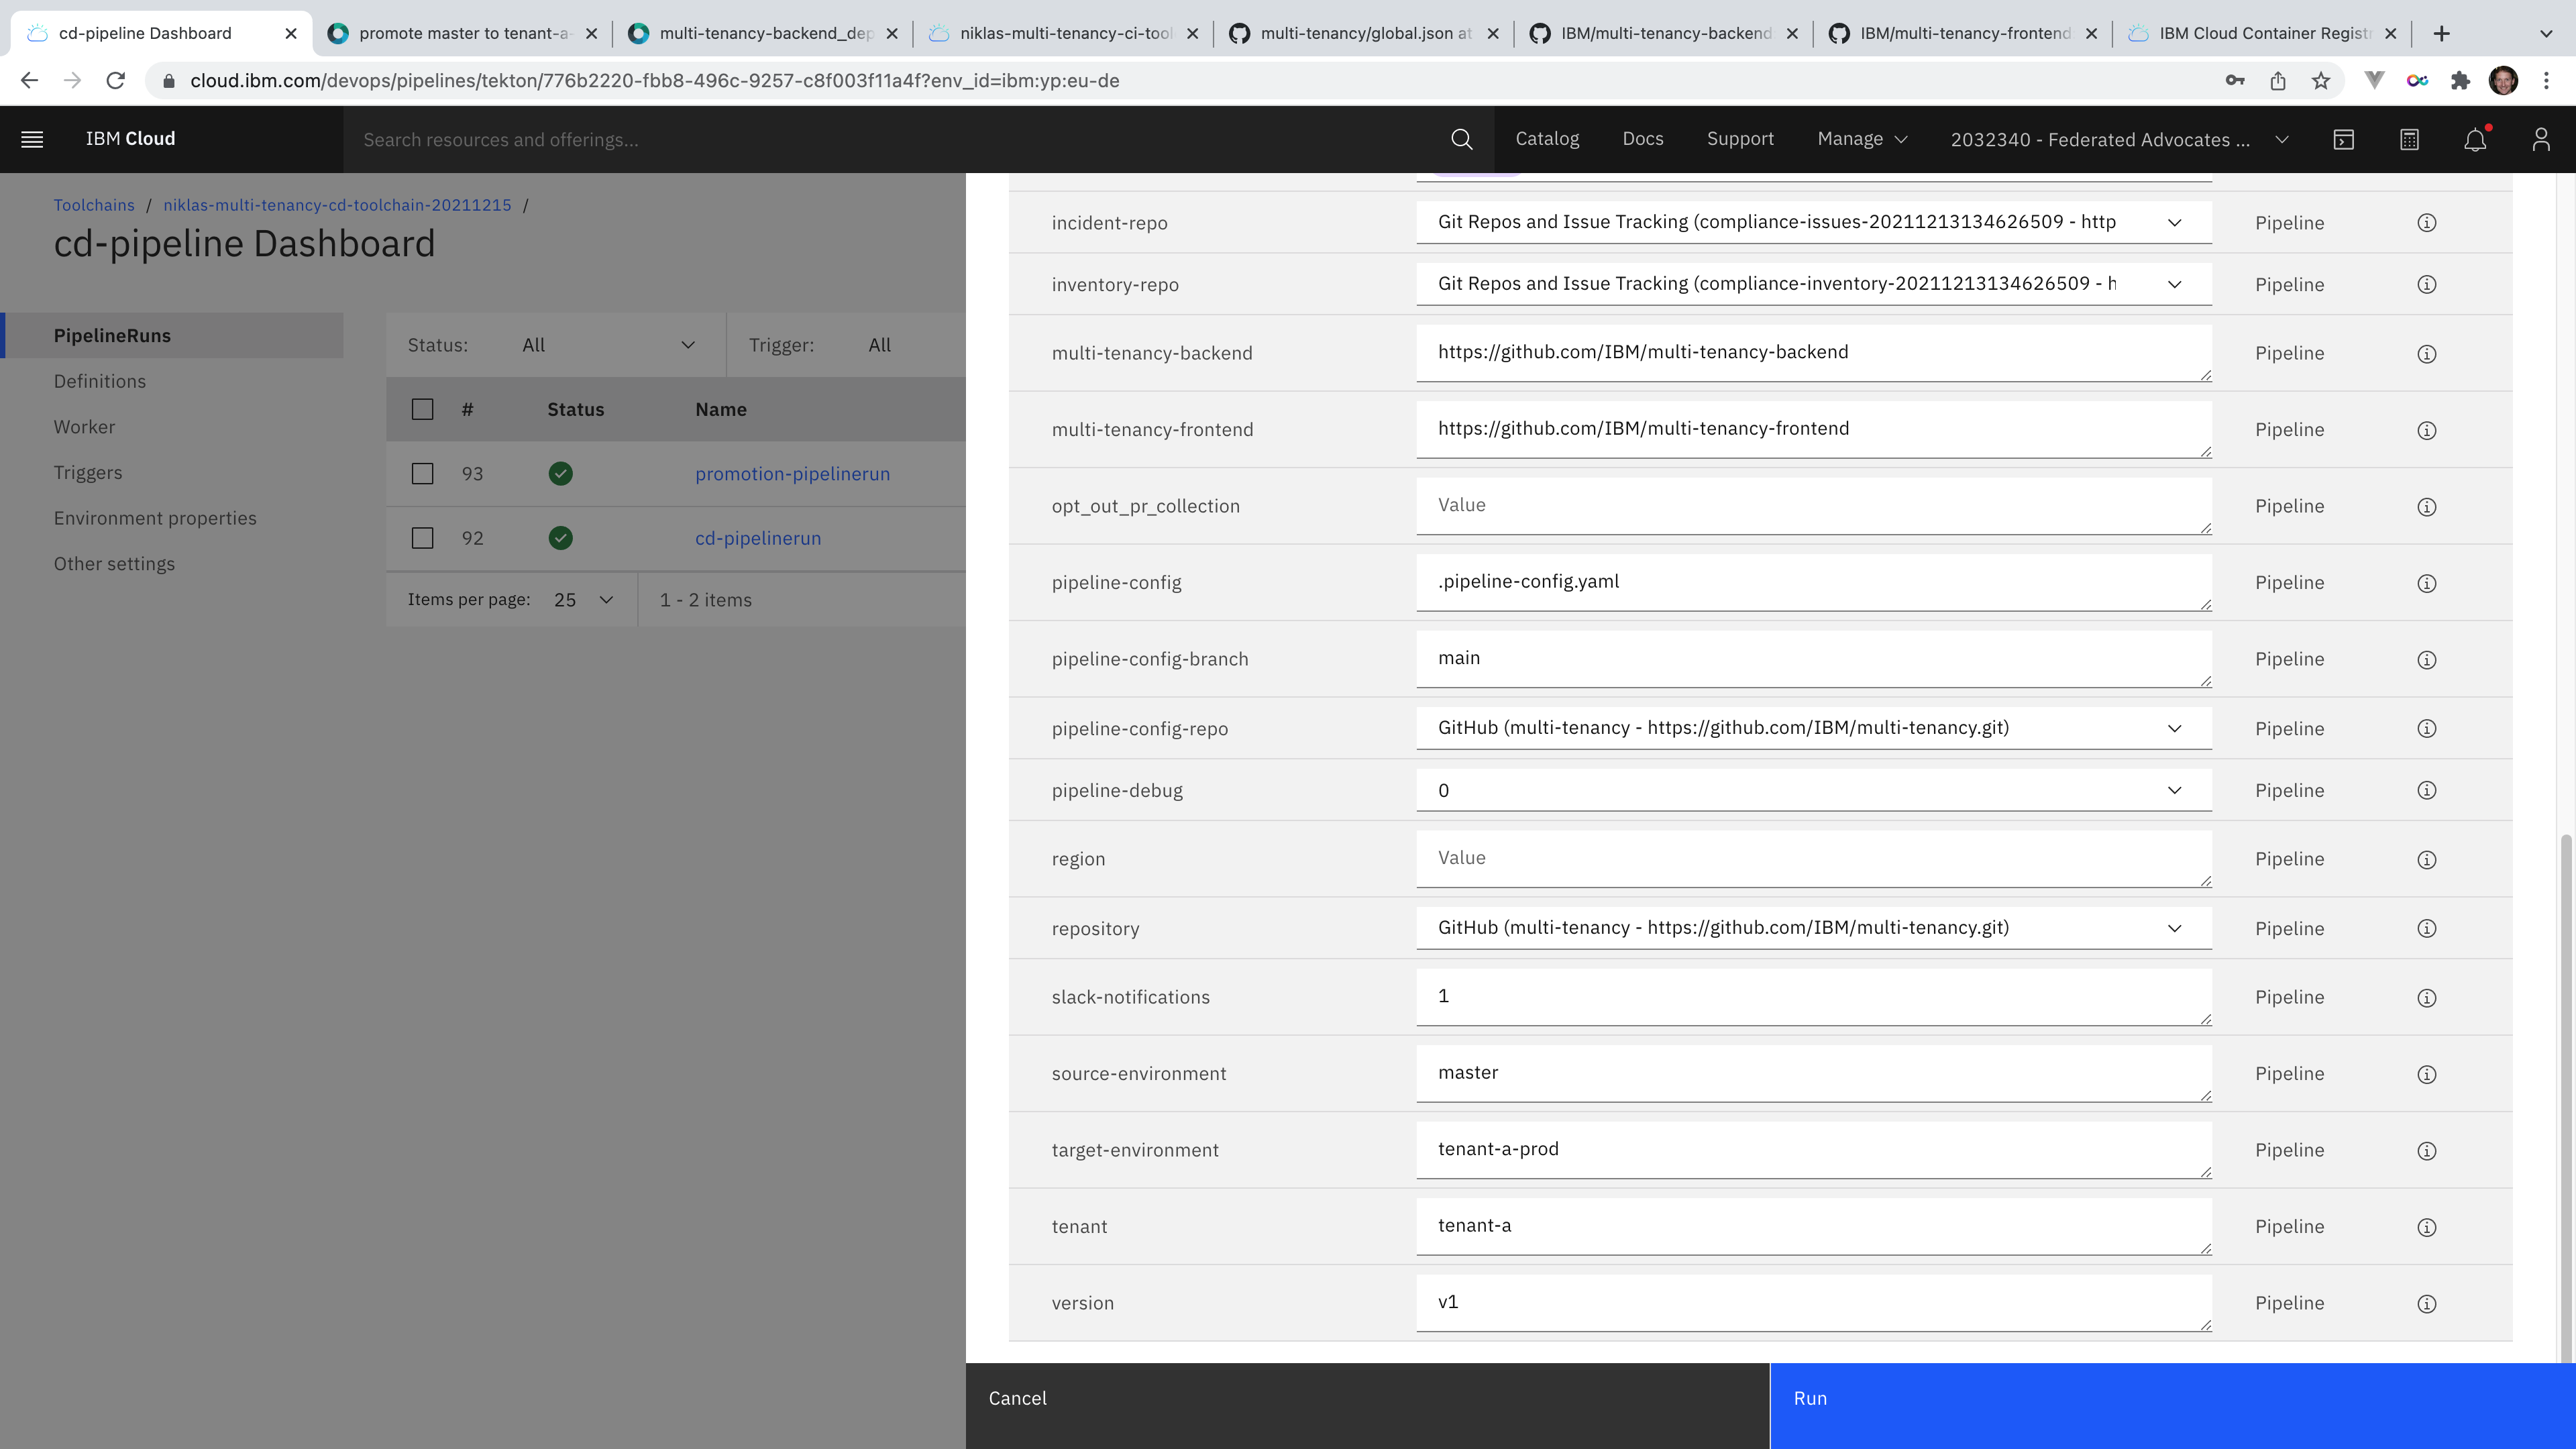 cd-pipeline Dashboard
promote master to tenant-a-
multi-tenancy-backend_dep
niklas-multi-tenancy-ci-tool
multi-tenancy/global.json at
IBM/multi-tenancy-backend
IBM/multi-tenancy-frontend
IBM Cloud Container Registr
cloud.ibm.com/devops/pipelines/tekton/776b2220-fbb8-496c-9257-c8f003f11a4f?env_id=ibm:yp:eu-de
IBM Cloud
Search resources and offerings...
Catalog
Docs
Support
Manage
2032340 - Federated Advocates ...
Toolchains / niklas-multi-tenancy-cd-toolchain-20211215 /
cd-pipeline Dashboard
PipelineRuns
Definitions
Worker
Triggers
Environment properties
Other settings
Status: All
Trigger: All
# Status Name
93 promotion-pipelinerun
92 cd-pipelinerun
Items per page: 25 1 - 2 items
incident-repo Git Repos and Issue Tracking (compliance-issues-20211213134626509 - http Pipeline
inventory-repo Git Repos and Issue Tracking (compliance-inventory-20211213134626509 - h Pipeline
multi-tenancy-backend https://github.com/IBM/multi-tenancy-backend Pipeline
multi-tenancy-frontend https://github.com/IBM/multi-tenancy-frontend Pipeline
opt_out_pr_collection Value Pipeline
pipeline-config .pipeline-config.yaml Pipeline
pipeline-config-branch main Pipeline
pipeline-config-repo GitHub (multi-tenancy - https://github.com/IBM/multi-tenancy.git) Pipeline
pipeline-debug 0 Pipeline
region Value Pipeline
repository GitHub (multi-tenancy - https://github.com/IBM/multi-tenancy.git) Pipeline
slack-notifications 1 Pipeline
source-environment master Pipeline
target-environment tenant-a-prod Pipeline
tenant tenant-a Pipeline
version v1 Pipeline
Cancel
Run